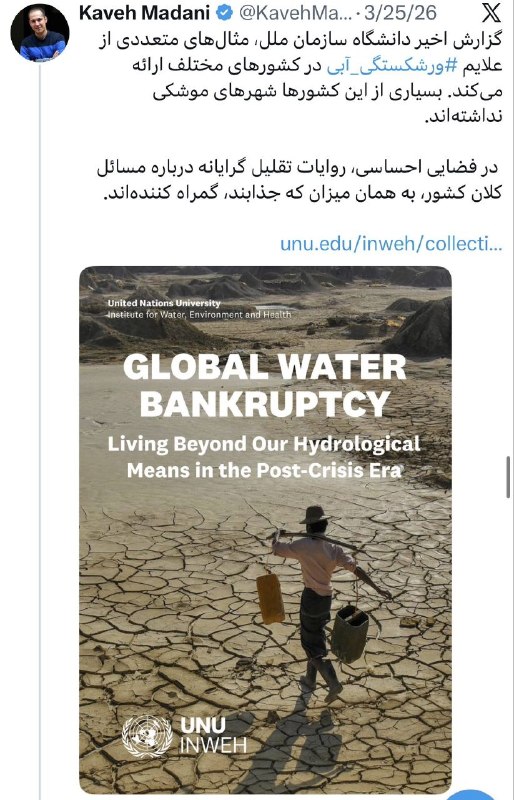 Kaveh Madani @KavehMa... · 3/25/26
گزارش اخیر دانشگاه سازمان ملل، مثال‌های متعددی از
علایم #ورشکستگی_آبی در کشورهای مختلف ارائه
می‌کند. بسیاری از این کشورها شهرهای موشکی
نداشته‌اند.
در فضایی احساسی، روایات تقلیل گرایانه درباره مسائل
کلان کشور، به همان میزان که جذابند، گمراه کننده‌اند.
unu.edu/inweh/collecti...
United Nations University
Institute for Water, Environment and Health
GLOBAL WATER
BANKRUPTCY
Living Beyond Our Hydrological
Means in the Post-Crisis Era
UNU
INWEH